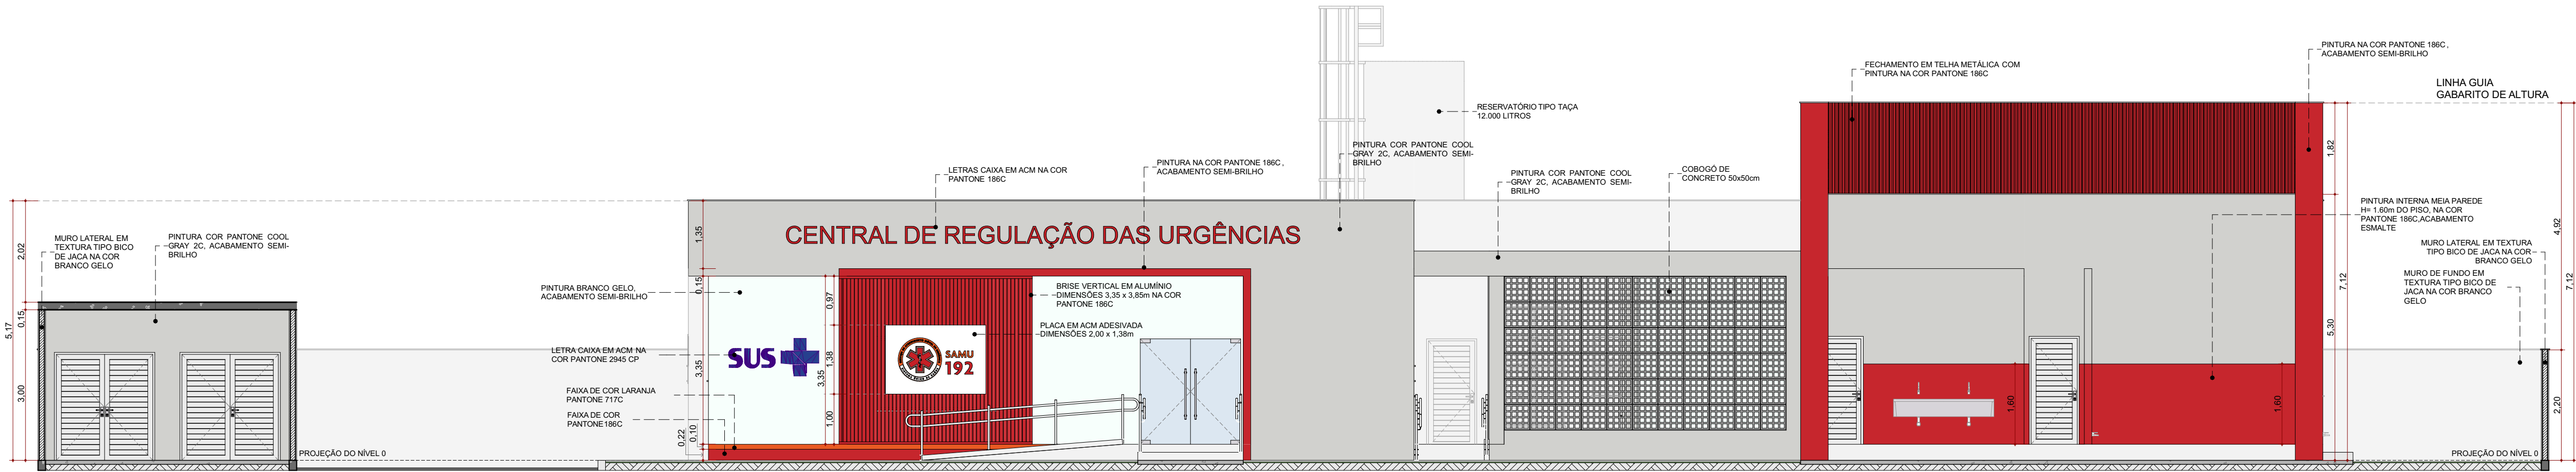 5,17
2,02
0,15
3,00
MURO LATERAL EM
TEXTURA TIPO BICO
DE JACA NA COR
BRANCO GELO
PINTURA COR PANTONE COOL
GRAY 2C, ACABAMENTO SEMI-
BRILHO
PROJEÇÃO DO NÍVEL 0
PINTURA BRANCO GELO,
ACABAMENTO SEMI-BRILHO
LETRA CAIXA EM ACM NA
COR PANTONE 2945 CP
FAIXA DE COR LARANJA
PANTONE 717C
FAIXA DE COR
PANTONE186C
1,35
0,15
3,35
0,22
0,10
CENTRAL DE REGULAÇÃO DAS URGÊNCIAS
LETRAS CAIXA EM ACM NA COR
PANTONE 186C
PINTURA NA COR PANTONE 186C ,
ACABAMENTO SEMI-BRILHO
SUS
0,97
1,38
3,35
1,00
SAMU
192
BRISE VERTICAL EM ALUMÍNIO
DIMENSÕES 3,35 x 3,85m NA COR
PANTONE 186C
PLACA EM ACM ADESIVADA
DIMENSÕES 2,00 x 1,38m
PINTURA COR PANTONE COOL
GRAY 2C, ACABAMENTO SEMI-
BRILHO
RESERVATÓRIO TIPO TAÇA
12.000 LITROS
PINTURA COR PANTONE COOL
GRAY 2C, ACABAMENTO SEMI-
BRILHO
COBOGÓ DE
CONCRETO 50x50cm
FECHAMENTO EM TELHA METÁLICA COM
PINTURA NA COR PANTONE 186C
PINTURA NA COR PANTONE 186C ,
ACABAMENTO SEMI-BRILHO
LINHA GUIA
GABARITO DE ALTURA
1,82
7,12
5,30
1,60
1,60
PINTURA INTERNA MEIA PAREDE
H= 1.60m DO PISO, NA COR
PANTONE 186C,ACABAMENTO
ESMALTE
MURO LATERAL EM TEXTURA
TIPO BICO DE JACA NA COR
BRANCO GELO
MURO DE FUNDO EM
TEXTURA TIPO BICO DE
JACA NA COR BRANCO
GELO
4,92
7,12
2,20
PROJEÇÃO DO NÍVEL 0